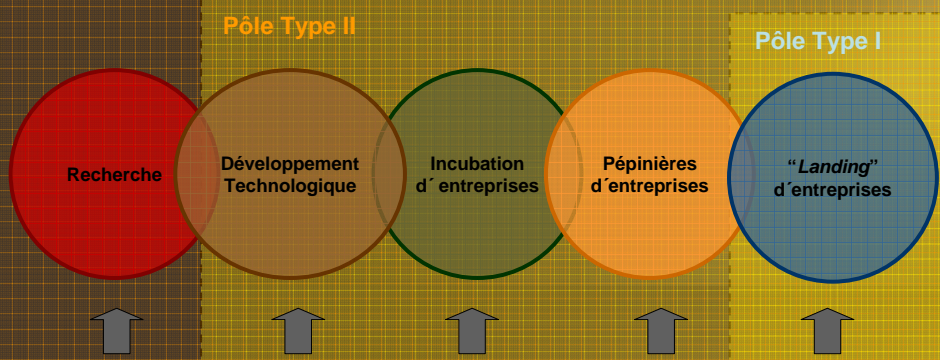 Pôle Type II
Pôle Type I
Recherche
Développement
Technologique
Incubation
d´entreprises
Pépinières
d´entreprises
“Landing”
d´entreprises